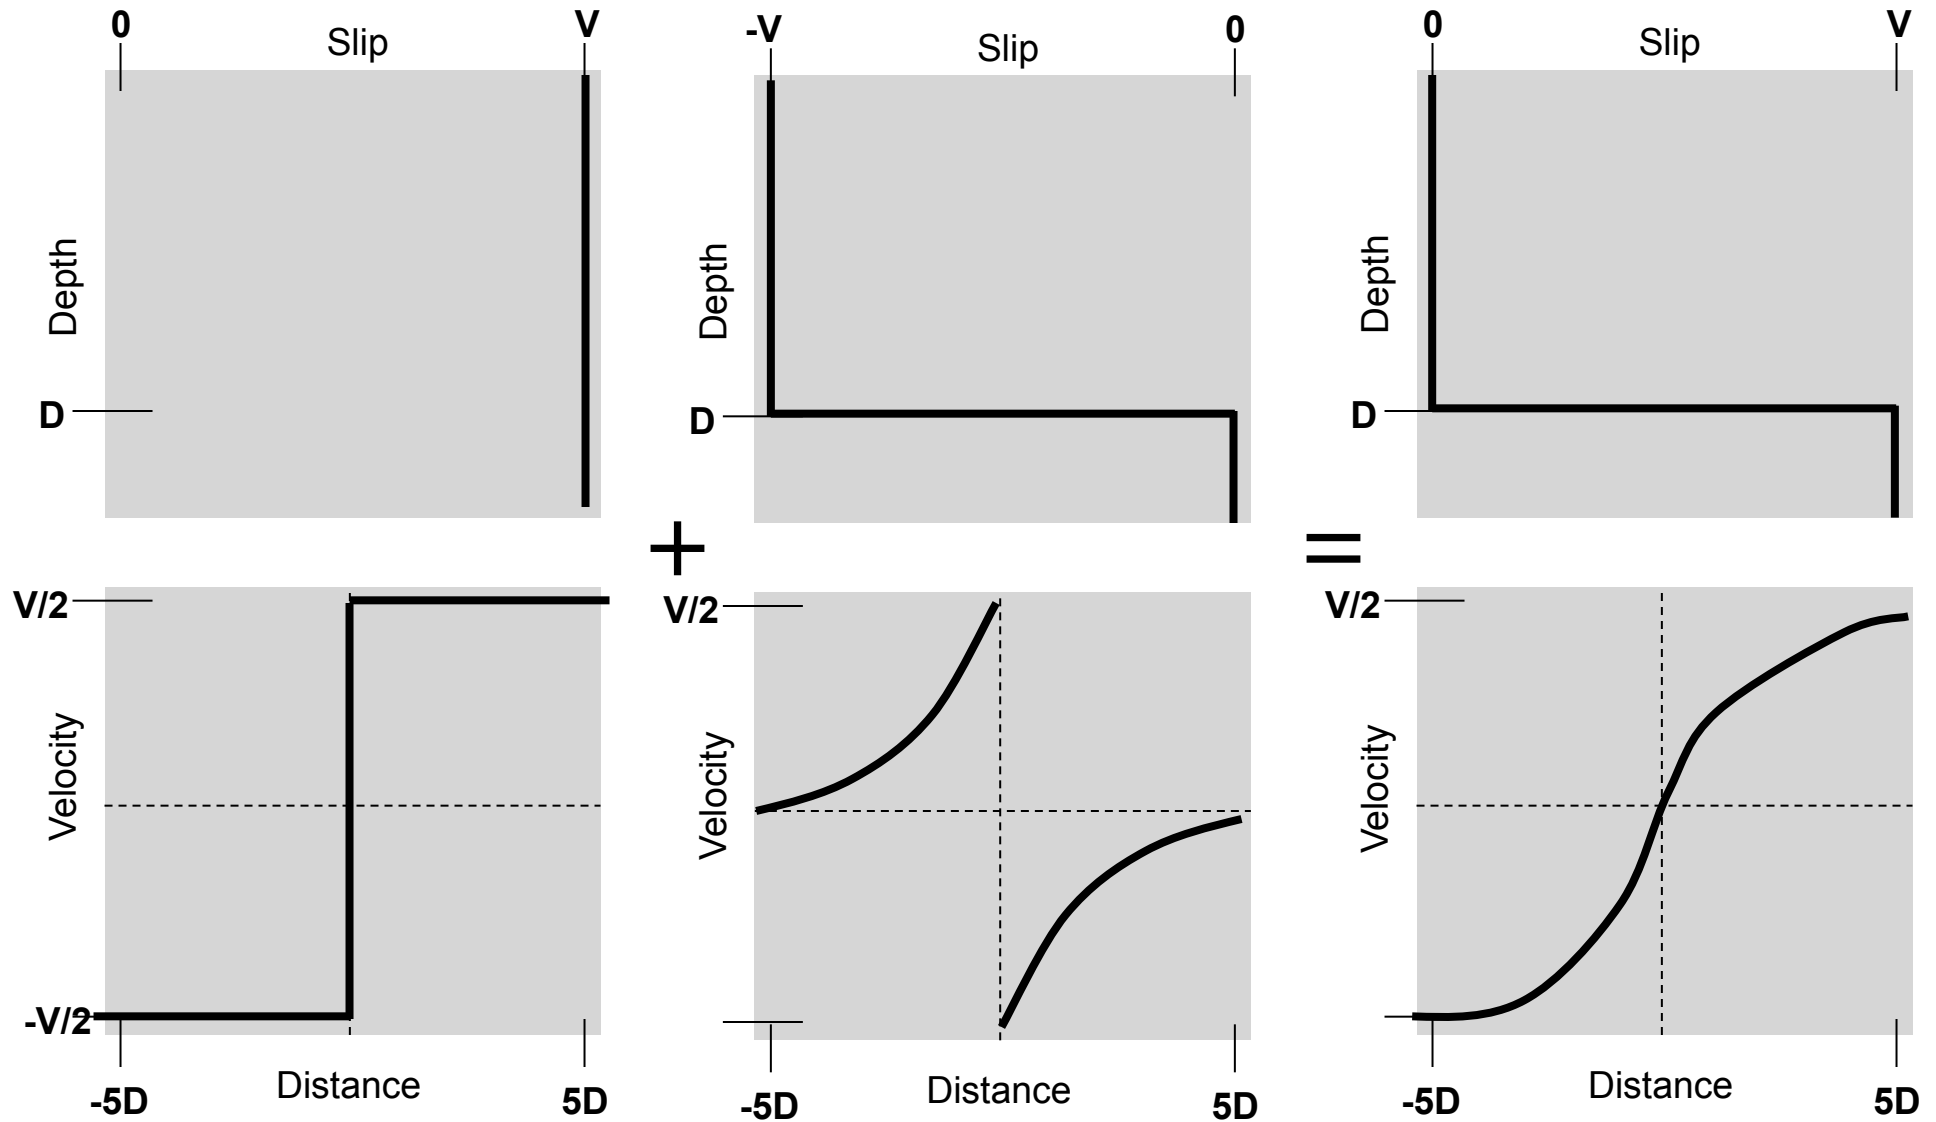 0
Slip
V
-V
Slip
0
0
Slip
V
Depth
Depth
Depth
D
D
D
+
=
V/2
V/2
V/2
Velocity
Velocity
Velocity
-V/2
-5D
Distance
5D
-5D
Distance
5D
-5D
Distance
5D